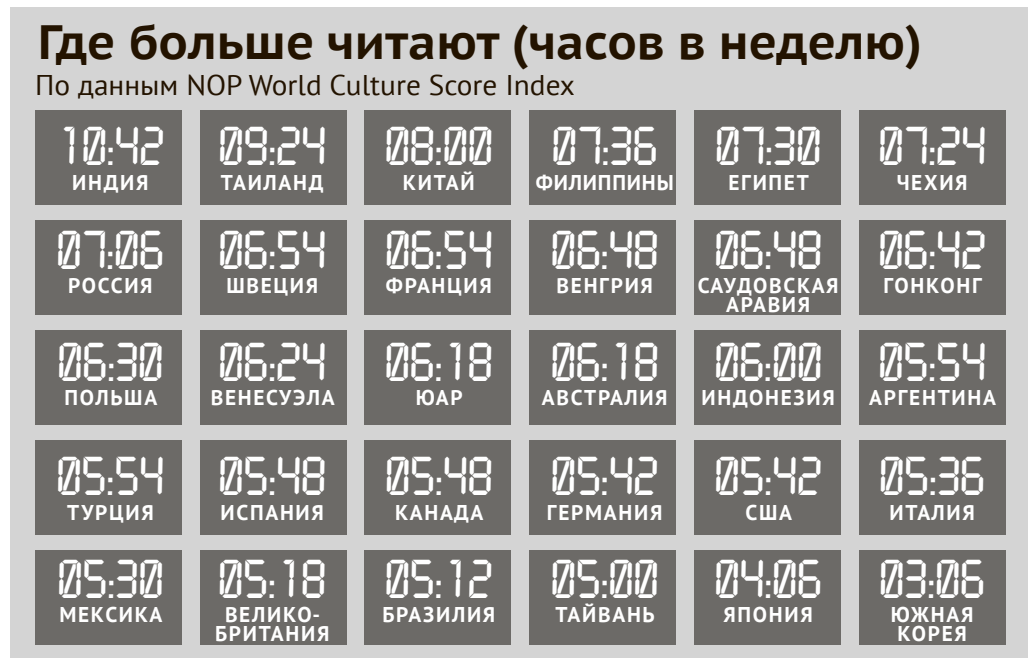 Где больше читают (часов в неделю)
По данным NOP World Culture Score Index
10:42
ИНДИЯ
09:24
ТАИЛАНД
08:00
КИТАЙ
07:36
ФИЛИППИНЫ
07:30
ЕГИПЕТ
07:24
ЧЕХИЯ
07:06
РОССИЯ
06:54
ШВЕЦИЯ
06:54
ФРАНЦИЯ
06:48
ВЕНГРИЯ
06:48
САУДОВСКАЯ
АРАВИЯ
06:42
ГОНКОНГ
06:30
ПОЛЬША
06:24
ВЕНЕСУЭЛА
06:18
ЮАР
06:18
АВСТРАЛИЯ
06:00
ИНДОНЕЗИЯ
05:54
АРГЕНТИНА
05:54
ТУРЦИЯ
05:48
ИСПАНИЯ
05:48
КАНАДА
05:42
ГЕРМАНИЯ
05:42
США
05:36
ИТАЛИЯ
05:30
МЕКСИКА
05:18
ВЕЛИКО-
БРИТАНИЯ
05:12
БРАЗИЛИЯ
05:00
ТАЙВАНЬ
04:06
ЯПОНИЯ
03:06
ЮЖНАЯ
КОРЕЯ